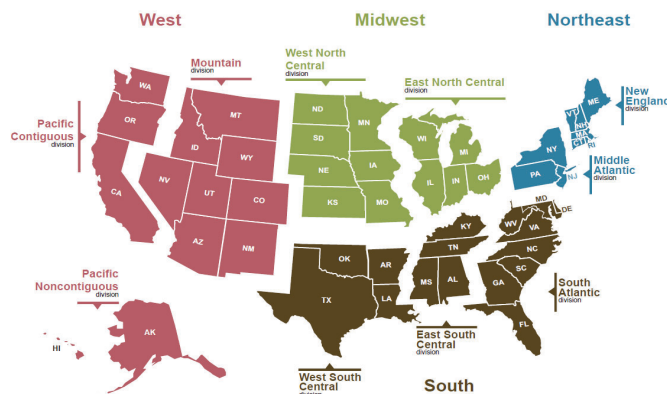 West
Midwest
Northeast
Mountain
division
West North
Central
division
East North Central
division
New
England
division
Pacific
Contiguous
division
Middle
Atlantic
division
WA
OR
CA
MT
ID
WY
NV
UT
CO
AZ
NM
ND
SD
NE
KS
MN
IA
MO
WI
MI
IL
IN
OH
ME
VT
NH
MA
CT
RI
NY
PA
NJ
MD
DE
WV
VA
KY
TN
NC
SC
GA
FL
MS
AL
OK
AR
TX
LA
Pacific
Noncontiguous
division
AK
HI
South
Atlantic
division
East South
Central
division
West South
Central
division
South